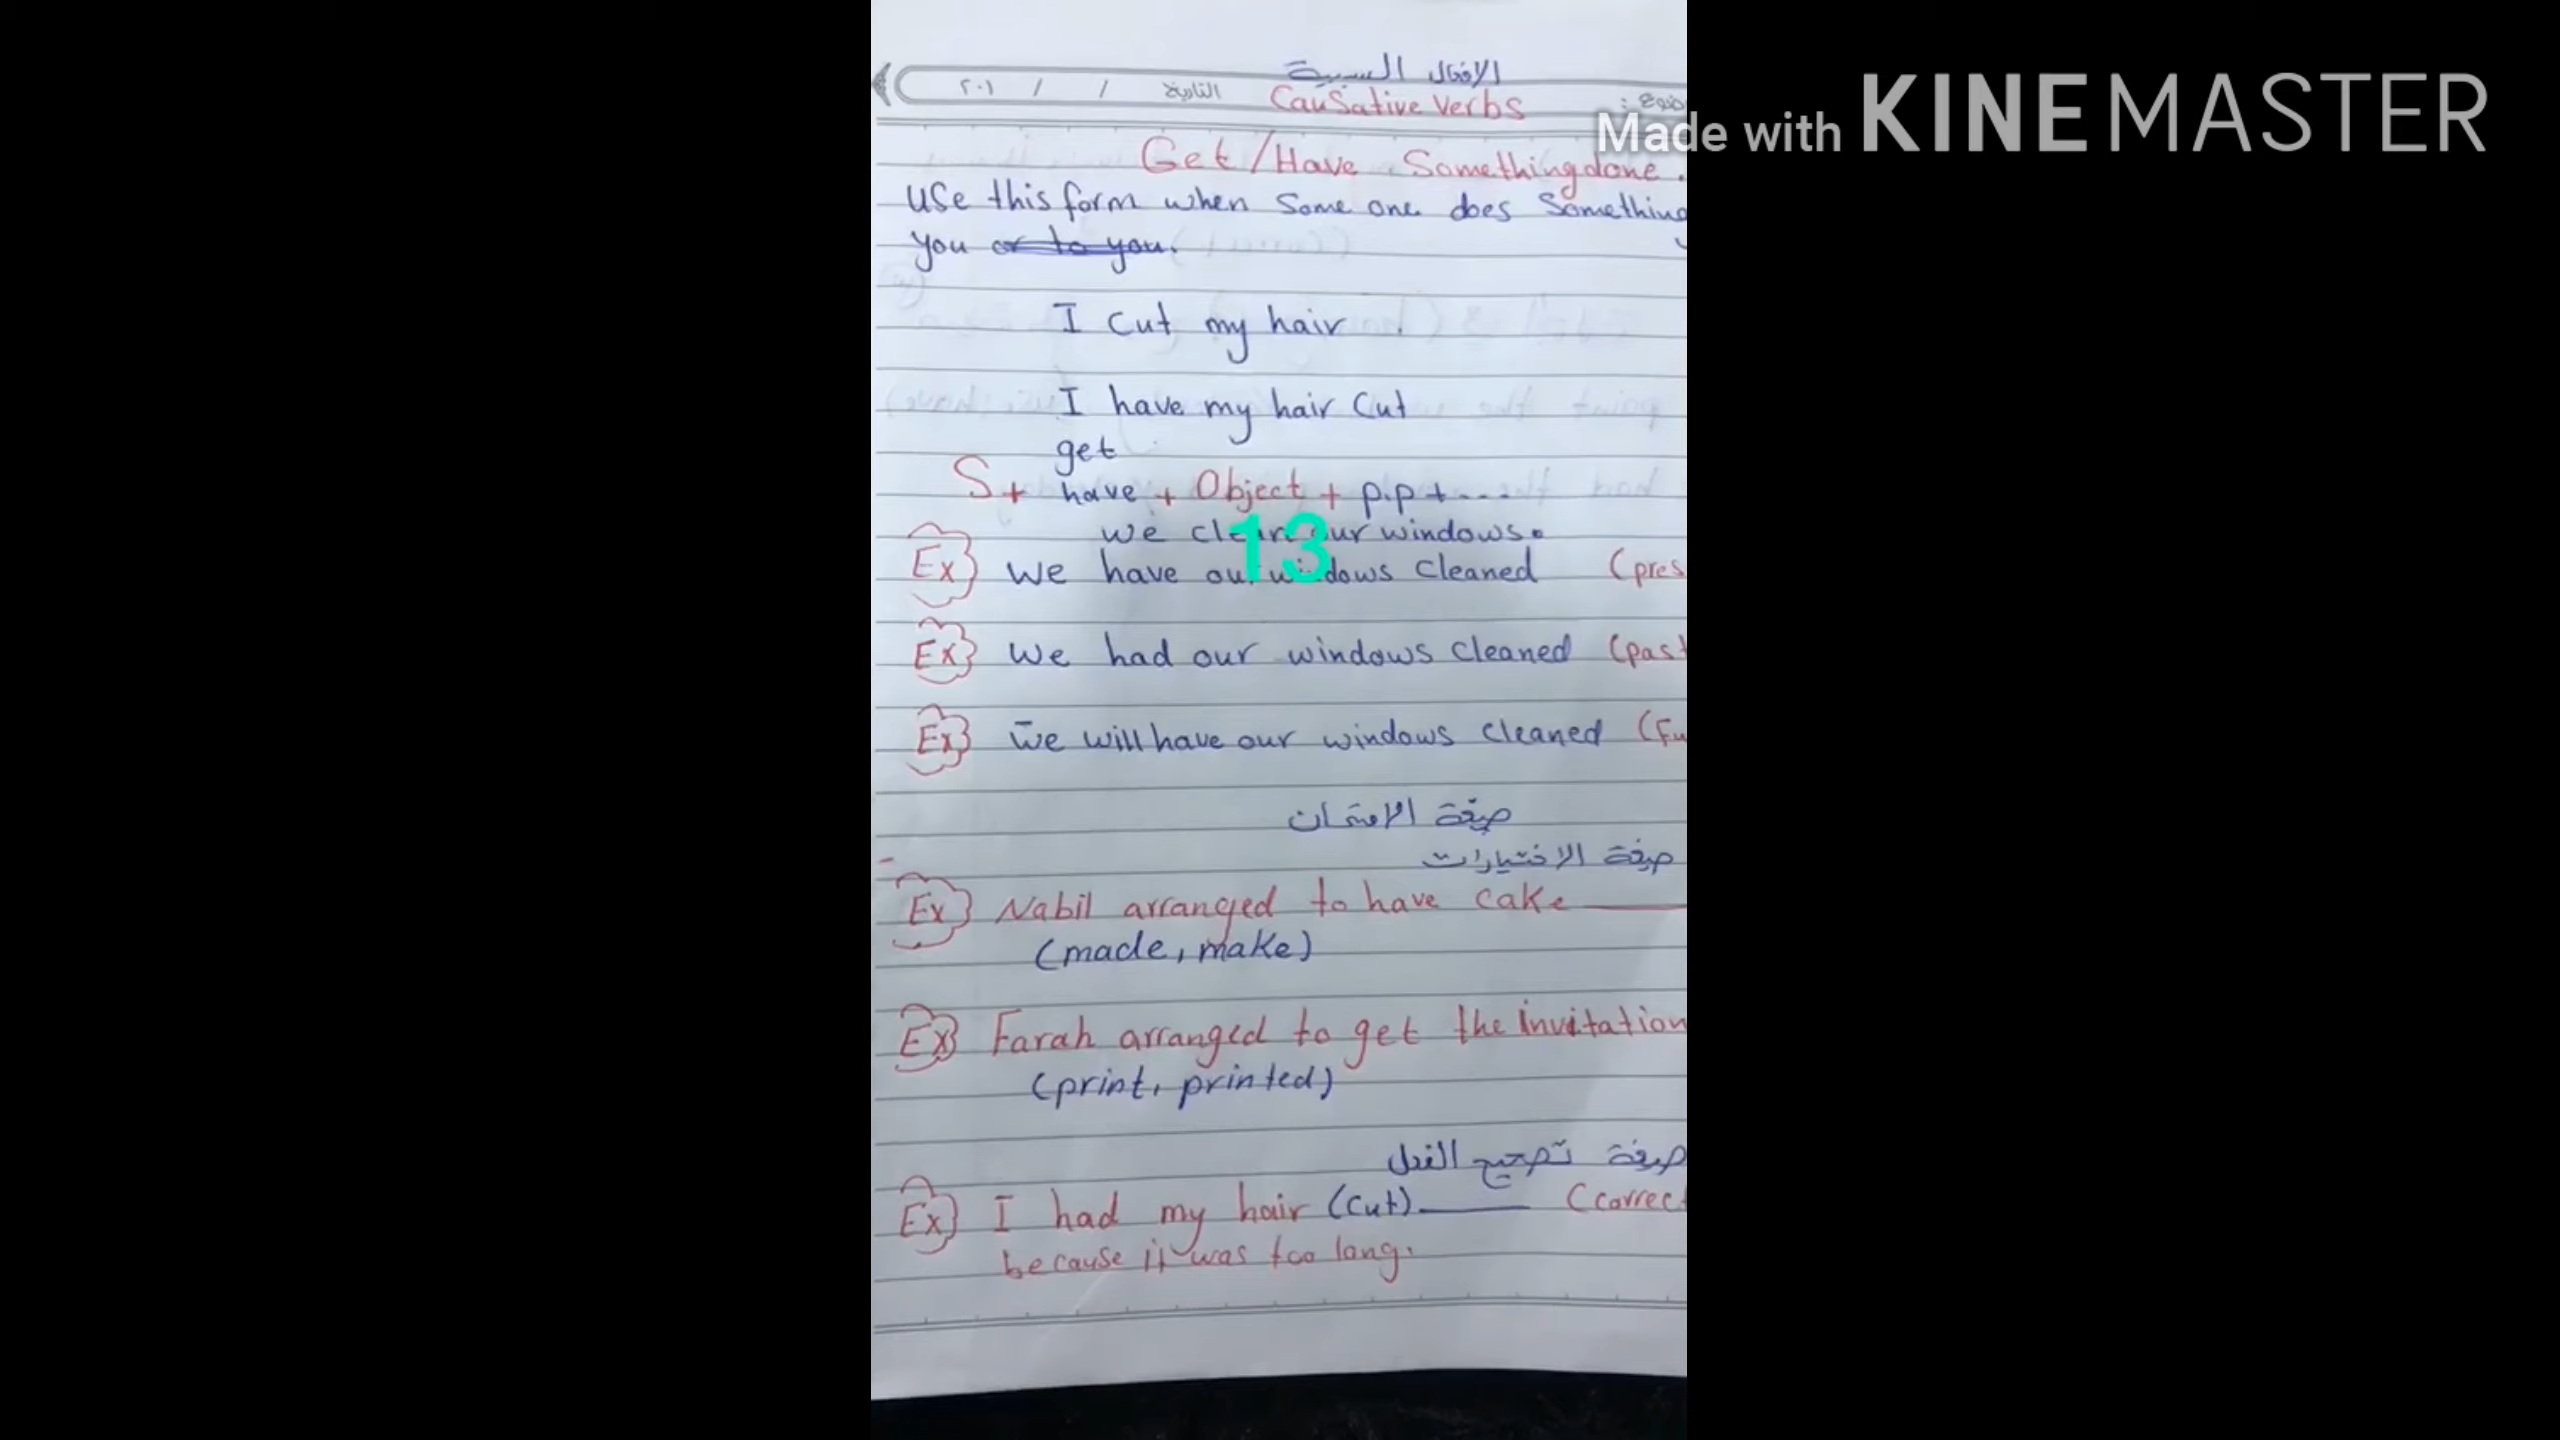 الافعال السببية
٢٠١ / / التاريخ
Causative verbs
Made with KINEMASTER
Get/Have Something done.
Use this form when some one does Something
you or to you.
I cut my hair.
I have my hair cut
get
S + have + Object + p.p + ...
we clean our windows.
13
Ex we have our windows cleaned (pres
Ex we had our windows cleaned (past
Ex we will have our windows cleaned (Fu
صيغة الامتحان
صيغة الاختيارات
Ex Nabil arranged to have cake
(made, make)
Ex Farah arranged to get the invitation
(print, printed)
صيغة تصحيح الفعل
Ex I had my hair (cut) (correct
because it was too long.